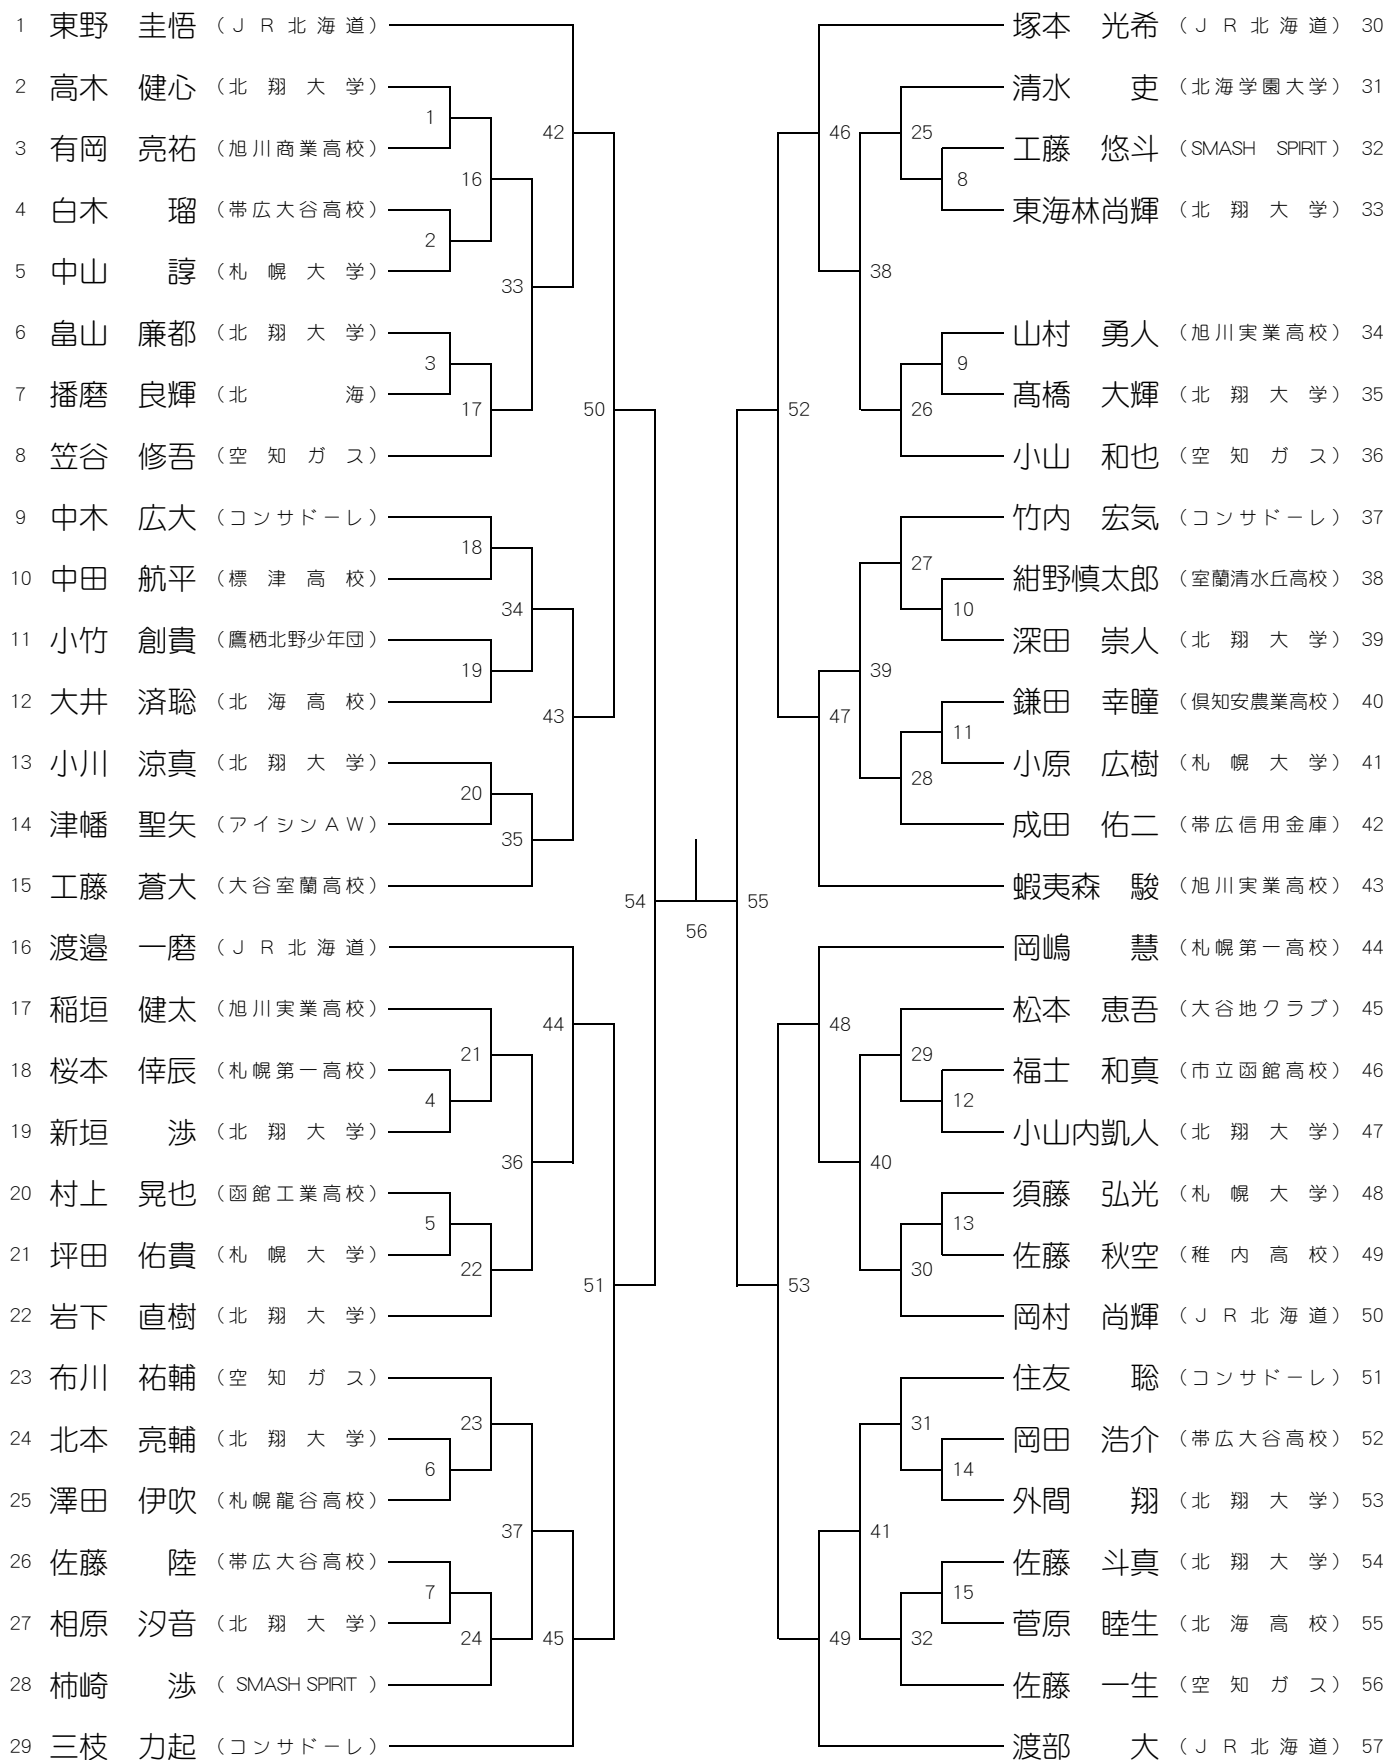 1 東野 圭悟 (JR北海道)
2 高木 健心 (北翔大学)
1
3 有岡 亮祐 (旭川商業高校)
42
16
4 白木 瑠 (帯広大谷高校)
2
5 中山 諄 (札幌大学)
33
6 畠山 廉都 (北翔大学)
3
7 播磨 良輝 (北海)
17
50
8 笠谷 修吾 (空知ガス)
9 中木 広大 (コンサドーレ)
18
10 中田 航平 (標津高校)
34
11 小竹 創貴 (鷹栖北野少年団)
19
12 大井 済聡 (北海高校)
43
13 小川 涼真 (北翔大学)
20
14 津幡 聖矢 (アイシンAW)
35
15 工藤 蒼大 (大谷室蘭高校)
54
56
16 渡邉 一磨 (JR北海道)
17 稲垣 健太 (旭川実業高校)
44
21
18 桜本 倖辰 (札幌第一高校)
4
19 新垣 渉 (北翔大学)
36
20 村上 晃也 (函館工業高校)
5
21 坪田 佑貴 (札幌大学)
22
51
22 岩下 直樹 (北翔大学)
23 布川 祐輔 (空知ガス)
23
24 北本 亮輔 (北翔大学)
6
25 澤田 伊吹 (札幌龍谷高校)
37
26 佐藤 陸 (帯広大谷高校)
7
27 相原 汐音 (北翔大学)
24
45
28 柿崎 渉 (SMASH SPIRIT)
29 三枝 力起 (コンサドーレ)
塚本 光希 (JR北海道) 30
清水 吏 (北海学園大学) 31
46
25
工藤 悠斗 (SMASH SPIRIT) 32
8
東海林尚輝 (北翔大学) 33
38
山村 勇人 (旭川実業高校) 34
9
髙橋 大輝 (北翔大学) 35
52
26
小山 和也 (空知ガス) 36
竹内 宏気 (コンサドーレ) 37
27
紺野慎太郎 (室蘭清水丘高校) 38
10
深田 崇人 (北翔大学) 39
39
鎌田 幸瞳 (倶知安農業高校) 40
47
11
小原 広樹 (札幌大学) 41
28
成田 佑二 (帯広信用金庫) 42
蝦夷森 駿 (旭川実業高校) 43
55
岡嶋 慧 (札幌第一高校) 44
松本 恵吾 (大谷地クラブ) 45
48
29
福士 和真 (市立函館高校) 46
12
小山内凱人 (北翔大学) 47
40
須藤 弘光 (札幌大学) 48
13
佐藤 秋空 (稚内高校) 49
30
53
岡村 尚輝 (JR北海道) 50
住友 聡 (コンサドーレ) 51
31
岡田 浩介 (帯広大谷高校) 52
14
外間 翔 (北翔大学) 53
41
佐藤 斗真 (北翔大学) 54
15
菅原 睦生 (北海高校) 55
49
32
佐藤 一生 (空知ガス) 56
渡部 大 (JR北海道) 57